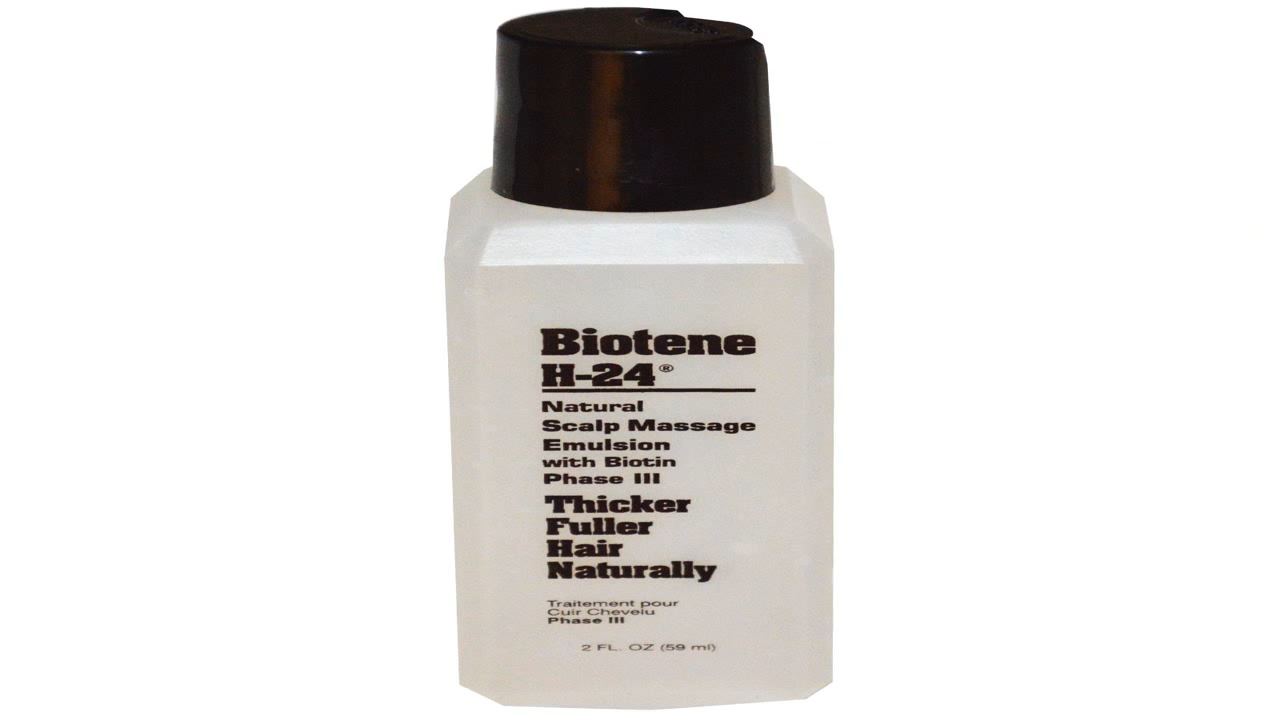 Biotene
H-24®
Natural
Scalp Massage
Emulsion
with Biotin
Phase III
Thicker
Fuller
Hair
Naturally
Traitement pour
Cuir Chevelu
Phase III
2 FL. OZ (59 ml)